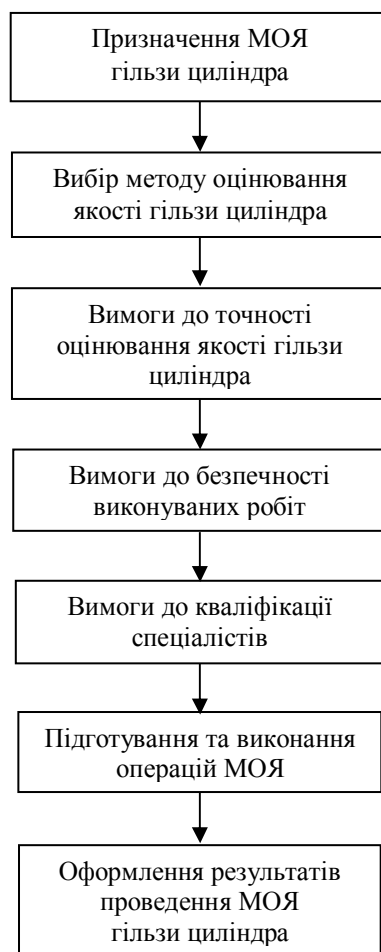 Призначення МОЯ
гільзи циліндра
Вибір методу оцінювання
якості гільзи циліндра
Вимоги до точності
оцінювання якості гільзи
циліндра
Вимоги до безпечності
виконуваних робіт
Вимоги до кваліфікації
спеціалістів
Підготування та виконання
операцій МОЯ
Оформлення результатів
проведення МОЯ
гільзи циліндра